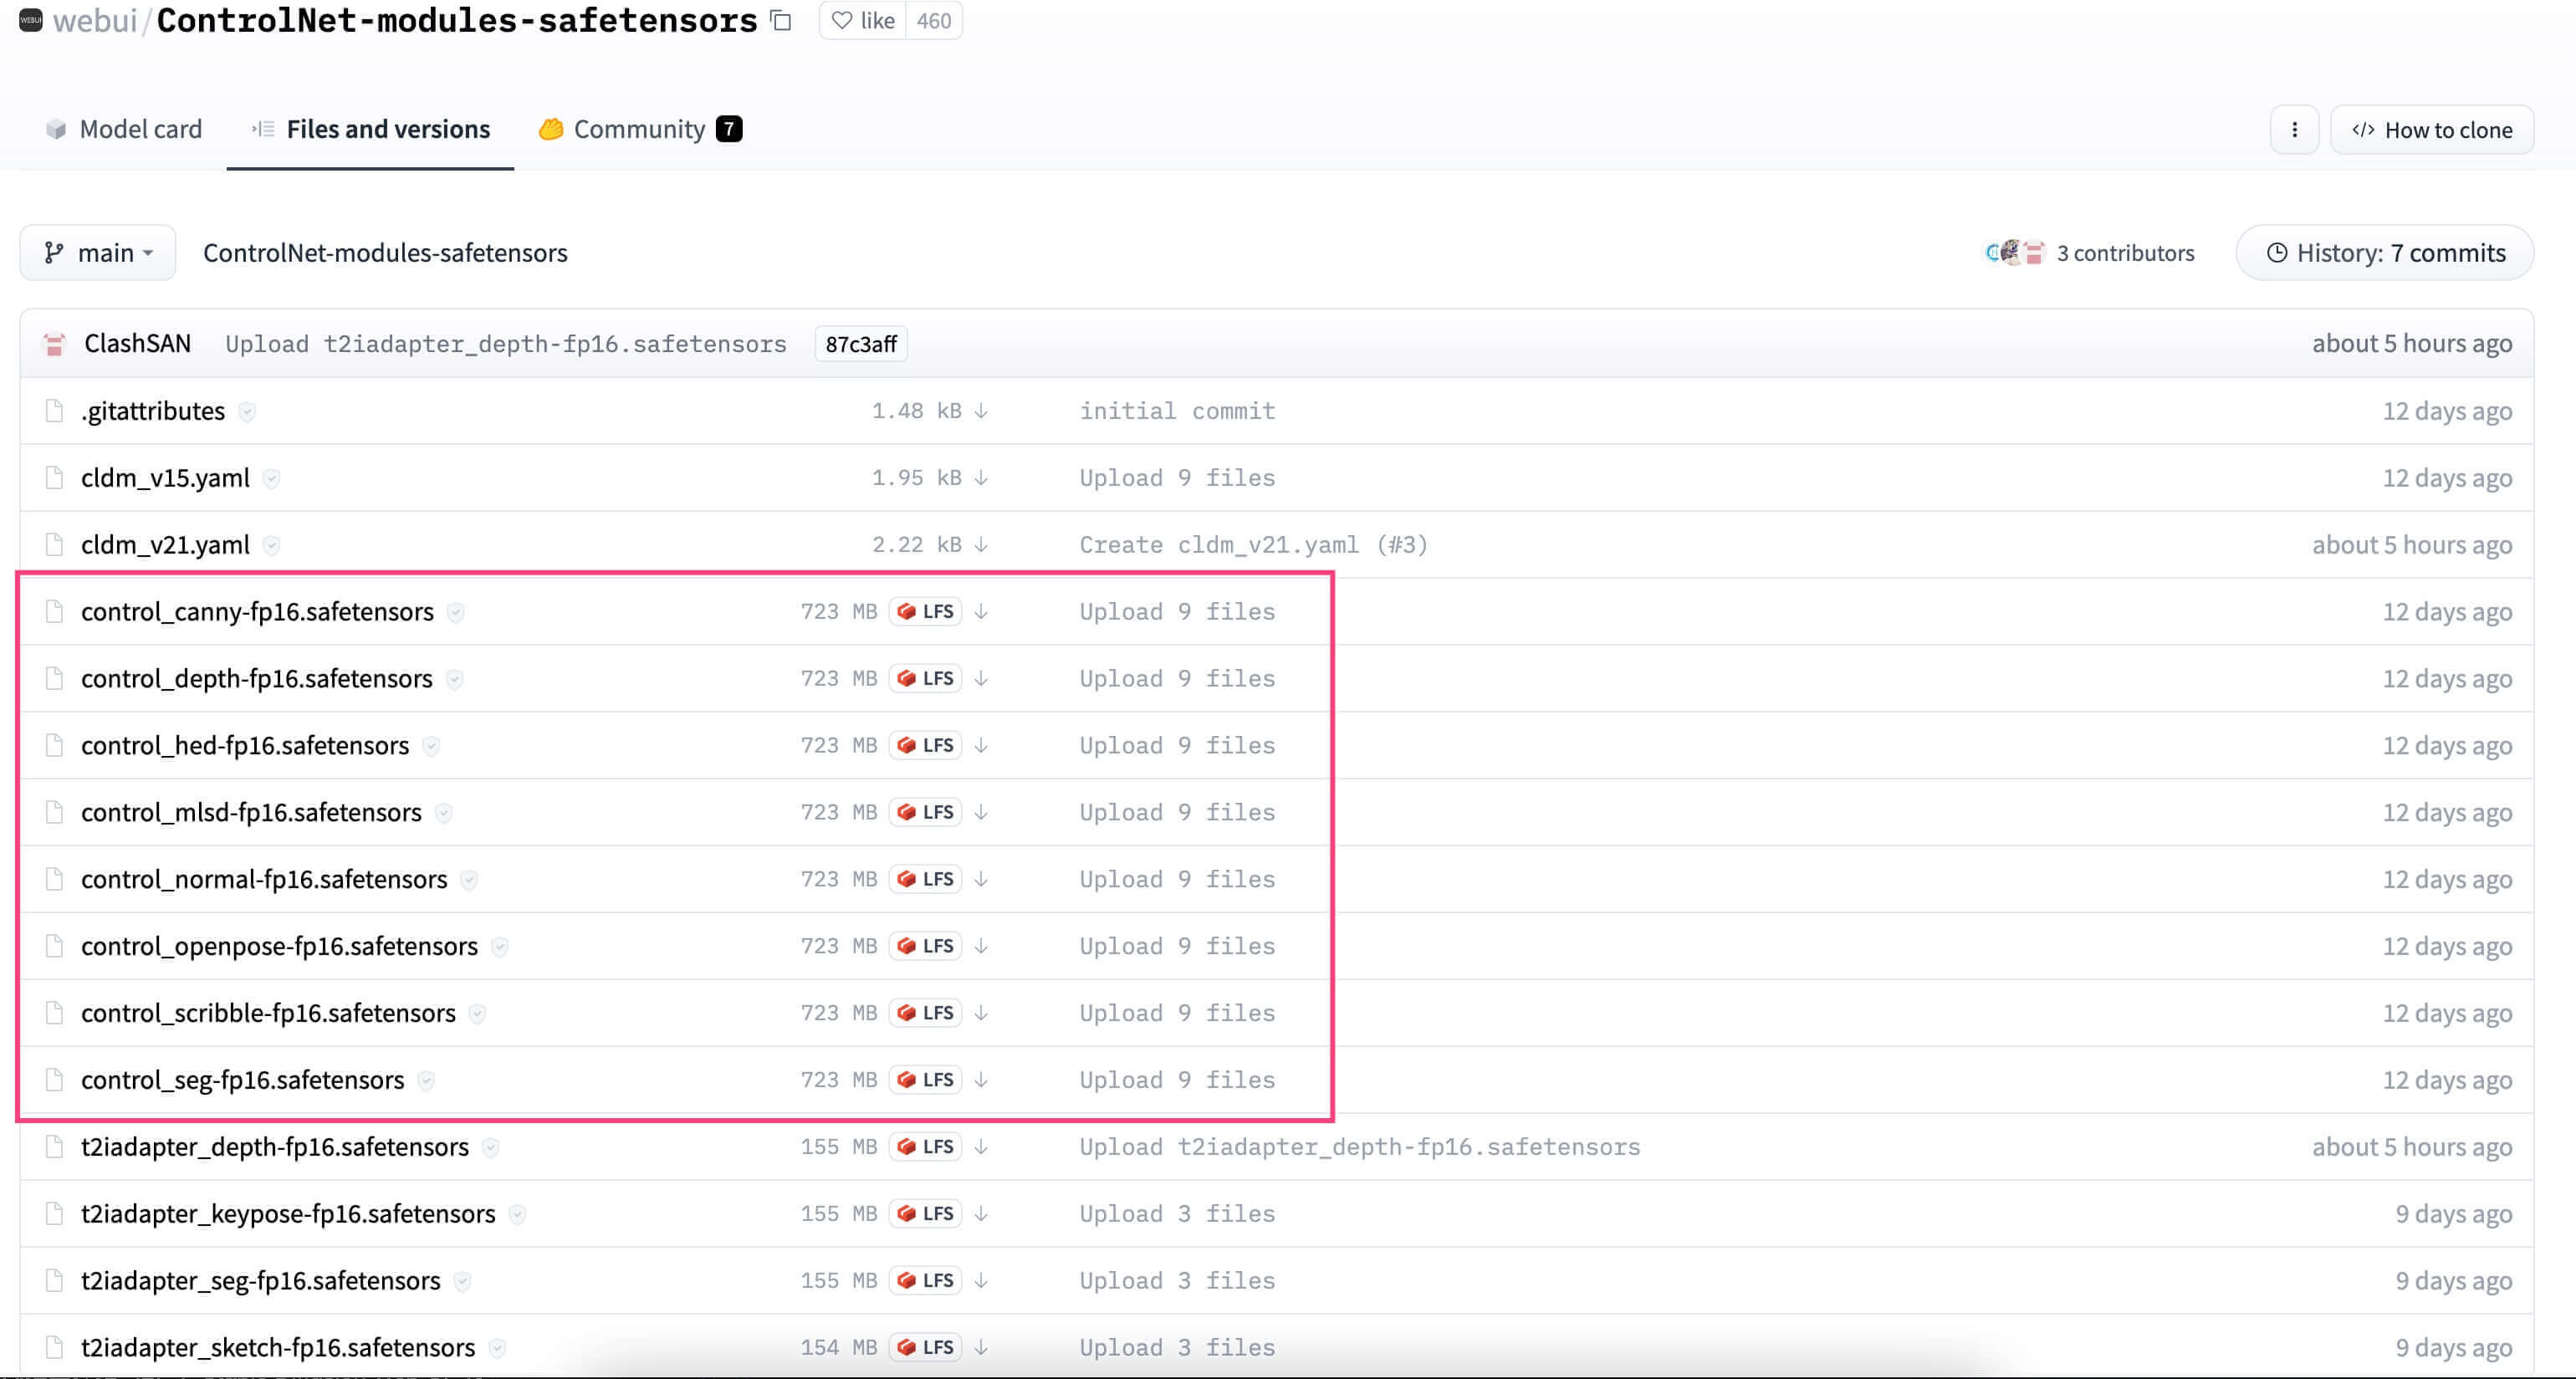 WEBUI webui/ControlNet-modules-safetensors like 460
Model card Files and versions Community 7 How to clone
main ControlNet-modules-safetensors 3 contributors History: 7 commits
ClashSAN Upload t2iadapter_depth-fp16.safetensors 87c3aff about 5 hours ago
.gitattributes 1.48 kB initial commit 12 days ago
cldm_v15.yaml 1.95 kB Upload 9 files 12 days ago
cldm_v21.yaml 2.22 kB Create cldm_v21.yaml (#3) about 5 hours ago
control_canny-fp16.safetensors 723 MB LFS Upload 9 files 12 days ago
control_depth-fp16.safetensors 723 MB LFS Upload 9 files 12 days ago
control_hed-fp16.safetensors 723 MB LFS Upload 9 files 12 days ago
control_mlsd-fp16.safetensors 723 MB LFS Upload 9 files 12 days ago
control_normal-fp16.safetensors 723 MB LFS Upload 9 files 12 days ago
control_openpose-fp16.safetensors 723 MB LFS Upload 9 files 12 days ago
control_scribble-fp16.safetensors 723 MB LFS Upload 9 files 12 days ago
control_seg-fp16.safetensors 723 MB LFS Upload 9 files 12 days ago
t2iadapter_depth-fp16.safetensors 155 MB LFS Upload t2iadapter_depth-fp16.safetensors about 5 hours ago
t2iadapter_keypose-fp16.safetensors 155 MB LFS Upload 3 files 9 days ago
t2iadapter_seg-fp16.safetensors 155 MB LFS Upload 3 files 9 days ago
t2iadapter_sketch-fp16.safetensors 154 MB LFS Upload 3 files 9 days ago